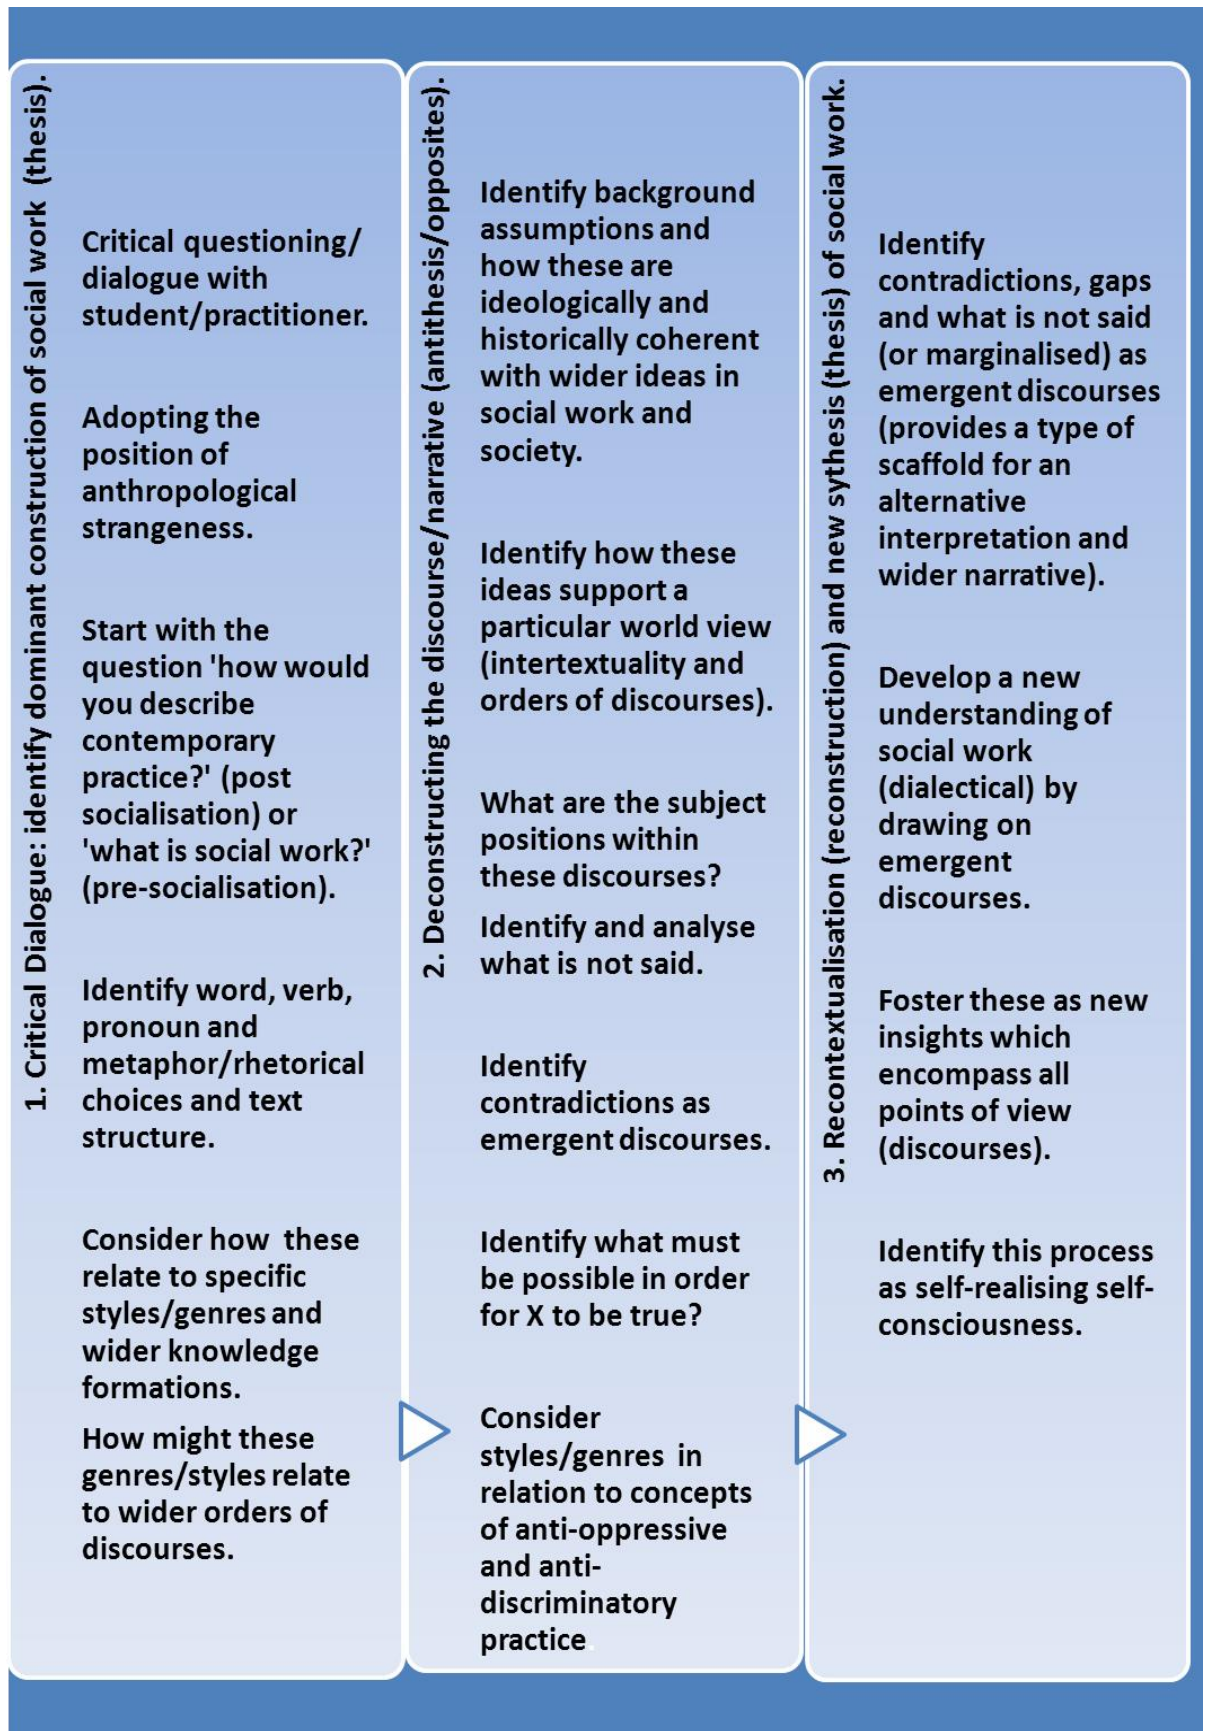 1. Critical Dialogue: identify dominant construction of social work (thesis).
Critical questioning/
dialogue with
student/practitioner.
Adopting the
position of
anthropological
strangeness.
Start with the
question 'how would
you describe
contemporary
practice?' (post
socialisation) or
'what is social work?'
(pre-socialisation).
Identify word, verb,
pronoun and
metaphor/rhetorical
choices and text
structure.
Consider how these
relate to specific
styles/genres and
wider knowledge
formations.
How might these
genres/styles relate
to wider orders of
discourses.
2. Deconstructing the discourse/narrative (antithesis/opposites).
Identify background
assumptions and
how these are
ideologically and
historically coherent
with wider ideas in
social work and
society.
Identify how these
ideas support a
particular world view
(intertextuality and
orders of discourses).
What are the subject
positions within
these discourses?
Identify and analyse
what is not said.
Identify
contradictions as
emergent discourses.
Identify what must
be possible in order
for X to be true?
Consider
styles/genres in
relation to concepts
of anti-oppressive
and anti-
discriminatory
practice.
3. Recontextualisation (reconstruction) and new sythesis (thesis) of social work.
Identify
contradictions, gaps
and what is not said
(or marginalised) as
emergent discourses
(provides a type of
scaffold for an
alternative
interpretation and
wider narrative).
Develop a new
understanding of
social work
(dialectical) by
drawing on
emergent
discourses.
Foster these as new
insights which
encompass all
points of view
(discourses).
Identify this process
as self-realising self-
consciousness.